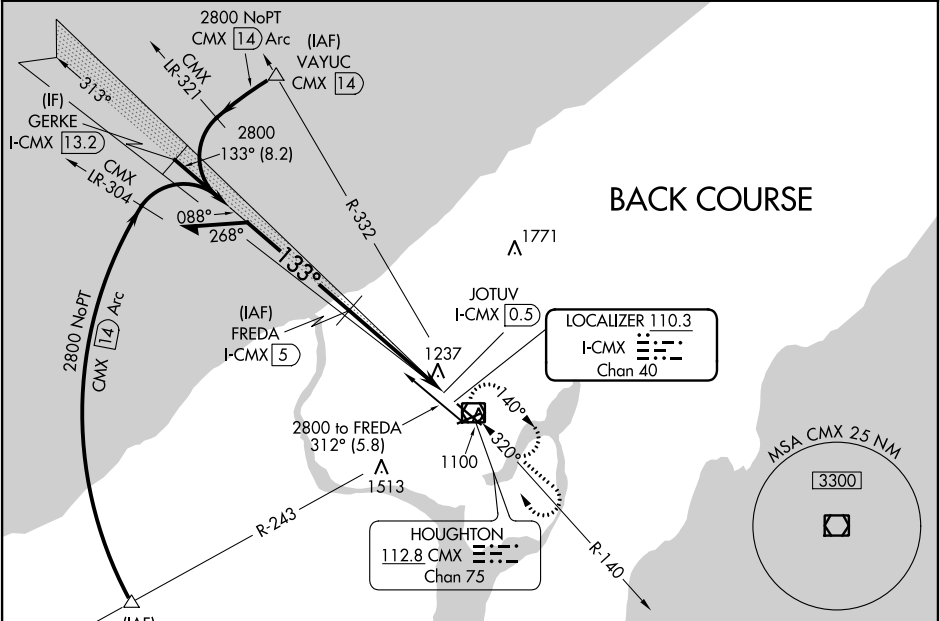 2800 NoPT
CMX 14 Arc
(IAF)
VAYUC
CMX 14
CMX
LR-321
313°
(IF)
GERKE
I-CMX 13.2
2800
133° (8.2)
CMX
LR-304
R-332
BACK COURSE
088°
268°
133°
1771
2800 NoPT
CMX 14 Arc
(IAF)
FREDA
I-CMX 5
JOTUV
I-CMX 0.5
LOCALIZER 110.3
I-CMX
Chan 40
1237
140°
2800 to FREDA
312° (5.8)
320°
1100
MSA CMX 25 NM
3300
1513
R-243
HOUGHTON
112.8 CMX
Chan 75
R-140
(IAF)